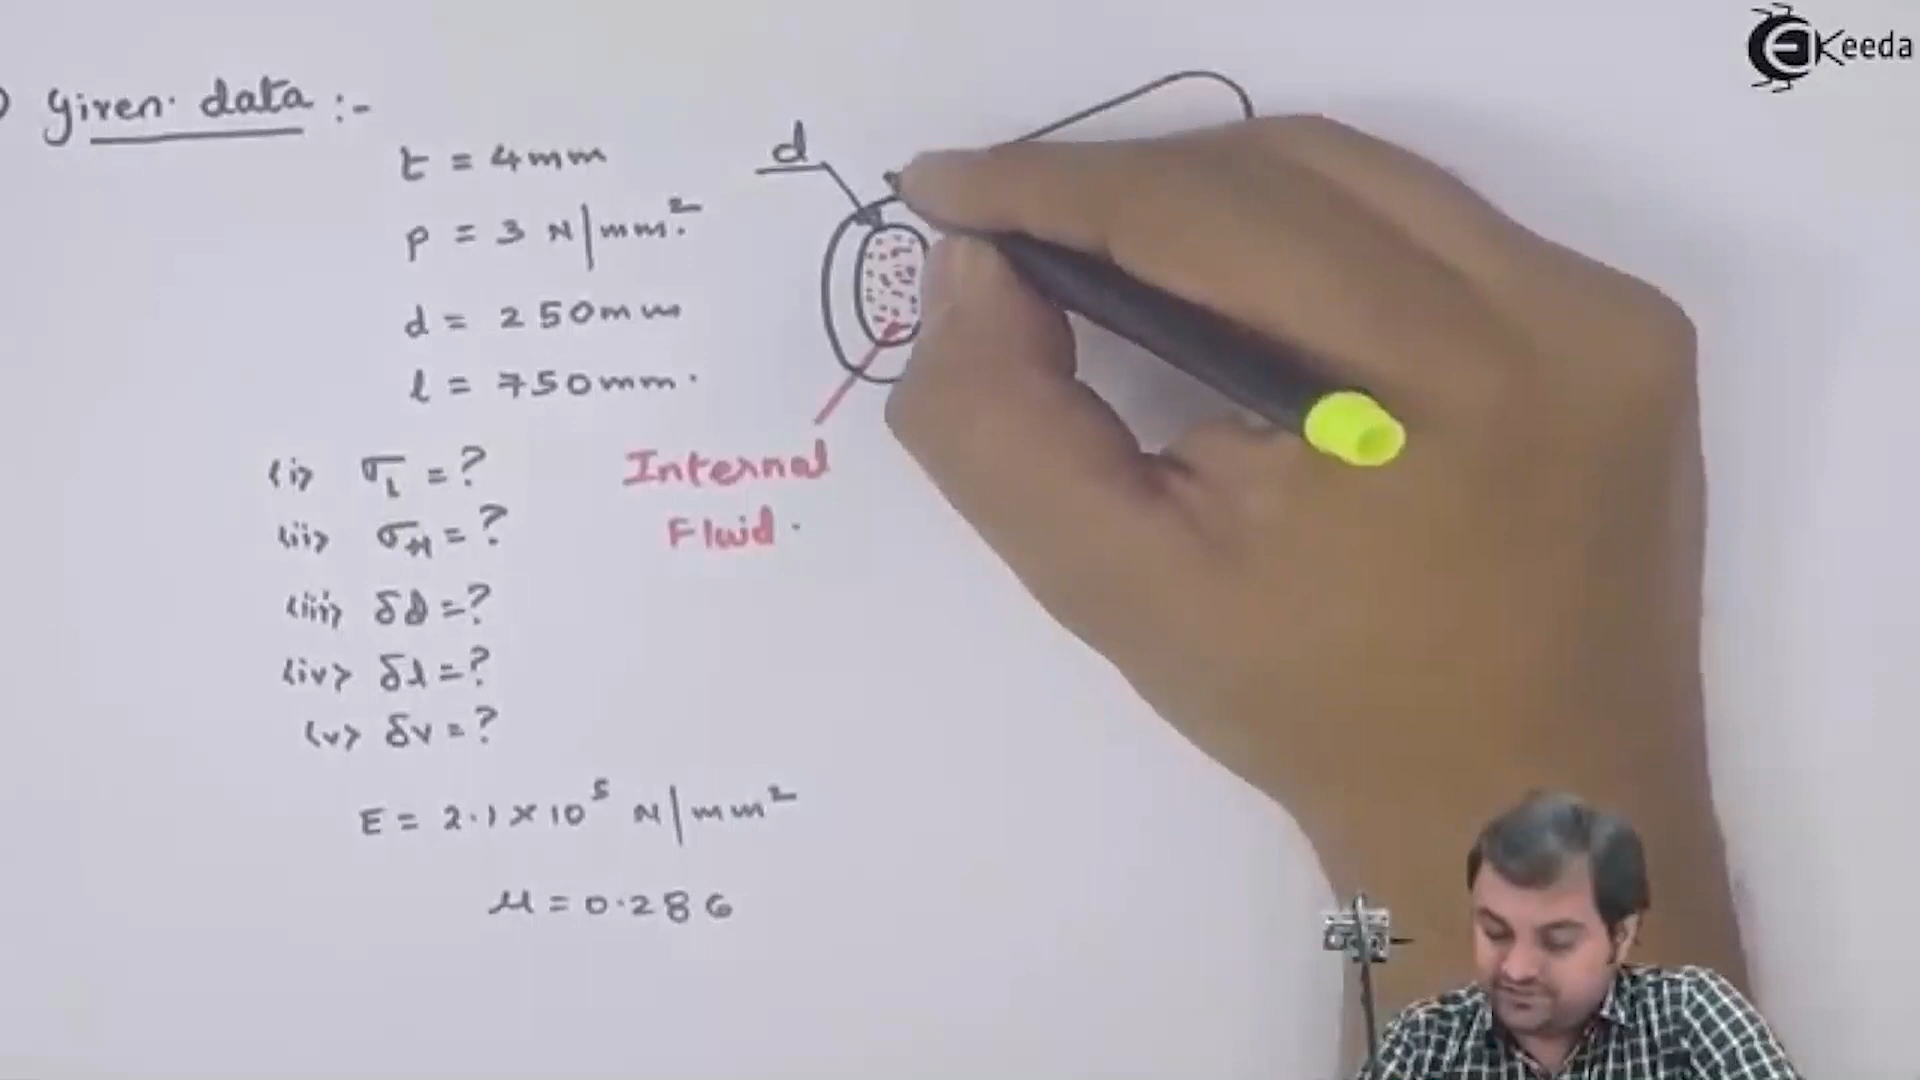 Given data :-
t = 4mm
p = 3 N/mm².
d = 250mm
l = 750mm.
(i) σL = ?
(ii) σH = ?
(iii) δd = ?
(iv) δl = ?
(v) δv = ?
E = 2.1 × 10⁵ N/mm²
μ = 0.286
d
Internal
Fluid.
EKeeda